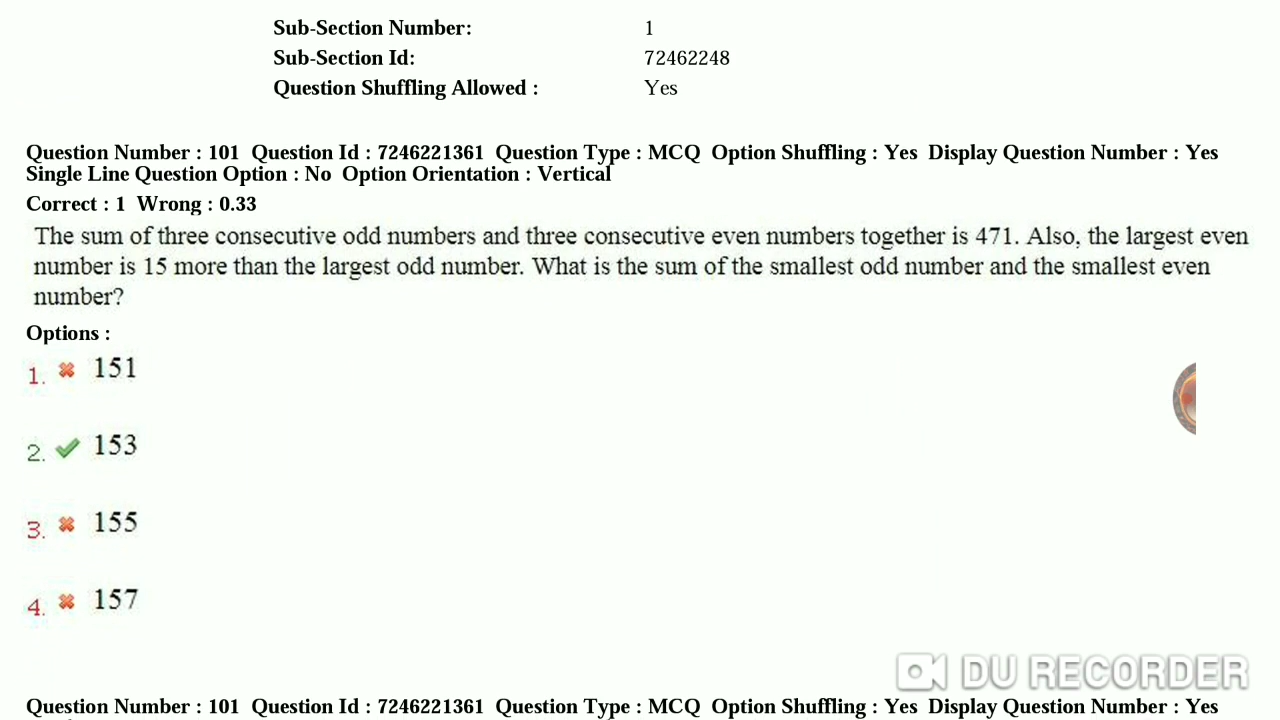 Sub-Section Number: 1
Sub-Section Id: 72462248
Question Shuffling Allowed : Yes
Question Number : 101 Question Id : 7246221361 Question Type : MCQ Option Shuffling : Yes Display Question Number : Yes
Single Line Question Option : No Option Orientation : Vertical
Correct : 1 Wrong : 0.33
The sum of three consecutive odd numbers and three consecutive even numbers together is 471. Also, the largest even
number is 15 more than the largest odd number. What is the sum of the smallest odd number and the smallest even
number?
Options :
1. 151
2. 153
3. 155
4. 157
DU RECORDER
Question Number : 101 Question Id : 7246221361 Question Type : MCQ Option Shuffling : Yes Display Question Number : Yes